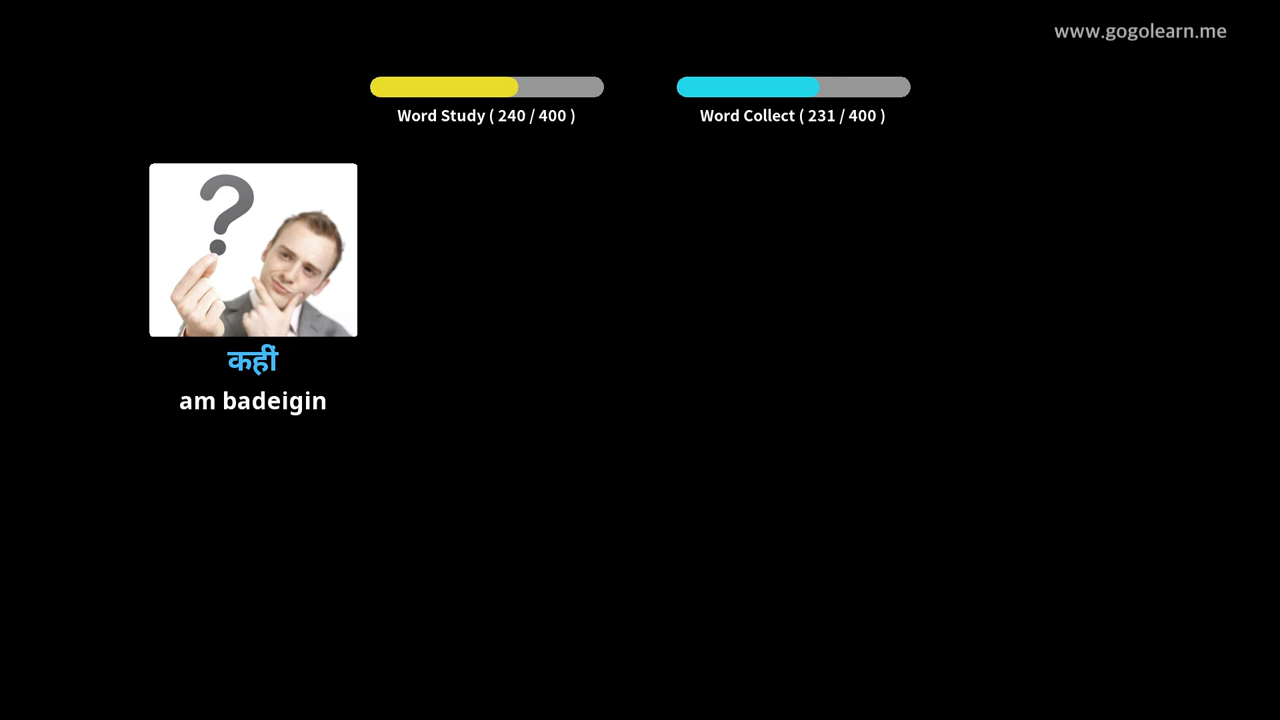 www.gogolearn.me
Word Study ( 240 / 400 )
Word Collect ( 231 / 400 )
कहीं
am badeigin